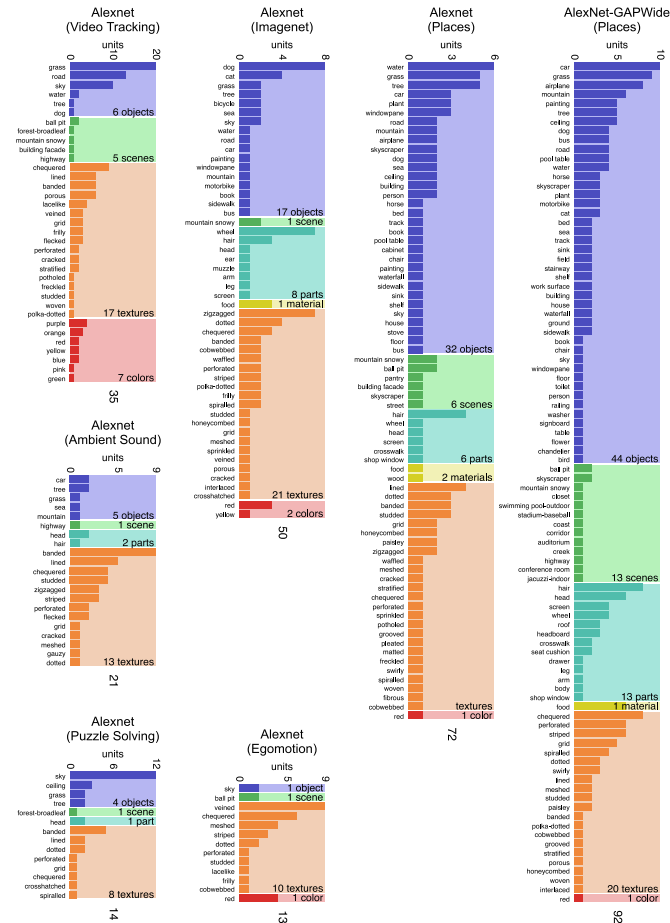 Alexnet
(Video Tracking)
units
0
10
20
grass
road
sky
water
tree
dog
6 objects
ball pit
forest-broadleaf
mountain snowy
building facade
highway
5 scenes
chequered
lined
banded
porous
lacelike
veined
grid
frilly
flecked
perforated
cracked
stratified
potholed
freckled
studded
woven
polka-dotted
17 textures
purple
orange
red
yellow
blue
pink
green
7 colors
35
Alexnet
(Ambient Sound)
units
0
5
9
car
tree
grass
sea
mountain
5 objects
highway
1 scene
head
hair
2 parts
banded
lined
chequered
studded
zigzagged
striped
perforated
flecked
grid
cracked
meshed
gauzy
dotted
13 textures
21
Alexnet
(Puzzle Solving)
units
0
6
12
sky
ceiling
grass
tree
4 objects
forest-broadleaf
1 scene
head
1 part
banded
lined
dotted
perforated
grid
chequered
crosshatched
spiralled
8 textures
14
Alexnet
(Imagenet)
units
0
4
8
dog
cat
grass
tree
bicycle
sea
sky
water
road
car
painting
windowpane
mountain
motorbike
book
sidewalk
bus
17 objects
mountain snowy
1 scene
wheel
hair
head
ear
muzzle
arm
leg
screen
8 parts
food
1 material
zigzagged
dotted
chequered
banded
cobwebbed
waffled
perforated
striped
polka-dotted
frilly
spiralled
studded
honeycombed
grid
meshed
sprinkled
veined
porous
cracked
interlaced
crosshatched
21 textures
red
yellow
2 colors
50
Alexnet
(Egomotion)
units
0
5
9
sky
1 object
ball pit
1 scene
veined
chequered
meshed
striped
dotted
perforated
studded
lacelike
frilly
cobwebbed
10 textures
red
1 color
13
Alexnet
(Places)
units
0
3
6
water
grass
tree
car
plant
windowpane
road
mountain
airplane
skyscraper
dog
sea
ceiling
building
person
horse
bed
track
book
pool table
cabinet
chair
painting
waterfall
sidewalk
sink
shelf
sky
house
stove
floor
bus
32 objects
mountain snowy
ball pit
pantry
building facade
skyscraper
street
6 scenes
hair
wheel
head
screen
crosswalk
shop window
6 parts
food
wood
2 materials
lined
dotted
banded
studded
grid
honeycombed
paisley
zigzagged
waffled
meshed
cracked
stratified
chequered
perforated
sprinkled
potholed
grooved
pleated
matted
freckled
swirly
spiralled
woven
fibrous
cobwebbed
textures
red
1 color
72
AlexNet-GAPWide
(Places)
units
0
5
10
car
grass
airplane
mountain
painting
tree
ceiling
dog
bus
road
pool table
water
horse
skyscraper
plant
motorbike
cat
bed
sea
track
sink
field
stairway
shelf
work surface
building
house
waterfall
ground
sidewalk
book
chair
sky
windowpane
floor
toilet
person
railing
washer
signboard
table
flower
chandelier
bird
44 objects
ball pit
skyscraper
mountain snowy
closet
swimming pool-outdoor
stadium-baseball
coast
corridor
auditorium
creek
highway
conference room
jacuzzi-indoor
13 scenes
hair
head
screen
wheel
roof
headboard
crosswalk
seat cushion
drawer
leg
arm
body
shop window
13 parts
food
1 material
chequered
perforated
striped
grid
spiralled
dotted
swirly
lined
meshed
studded
paisley
banded
polka-dotted
cobwebbed
grooved
stratified
porous
honeycombed
woven
interlaced
20 textures
red
1 color
92